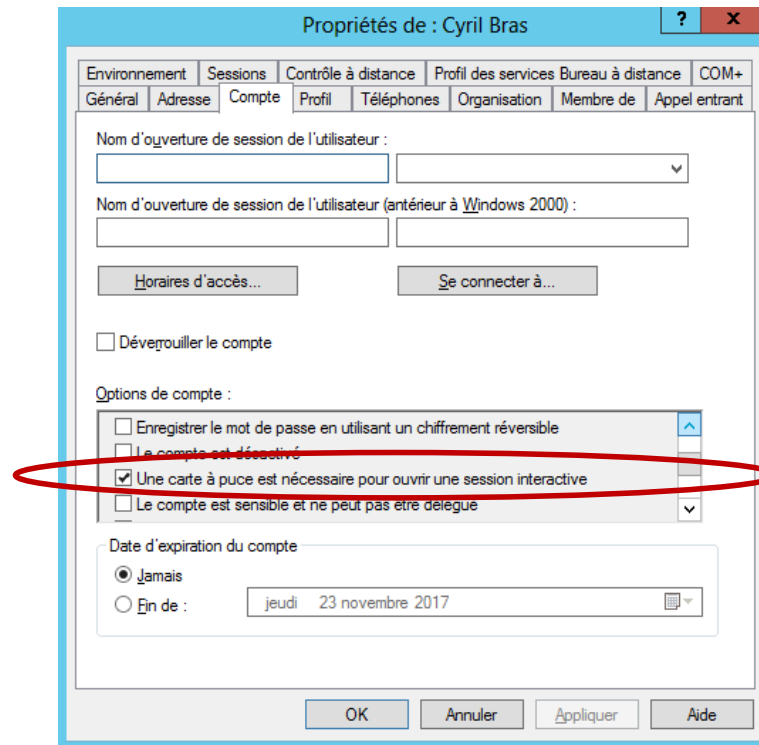 Propriétés de : Cyril Bras
? x
Environnement Sessions Contrôle à distance Profil des services Bureau à distance COM+
Général Adresse Compte Profil Téléphones Organisation Membre de Appel entrant
Nom d'ouverture de session de l'utilisateur :
Nom d'ouverture de session de l'utilisateur (antérieur à Windows 2000) :
Horaires d'accès... Se connecter à...
Déverrouiller le compte
Options de compte :
Enregistrer le mot de passe en utilisant un chiffrement réversible
Le compte est désactivé
Une carte à puce est nécessaire pour ouvrir une session interactive
Le compte est sensible et ne peut pas être délégué
Date d'expiration du compte
Jamais
Fin de : jeudi 23 novembre 2017
OK Annuler Appliquer Aide